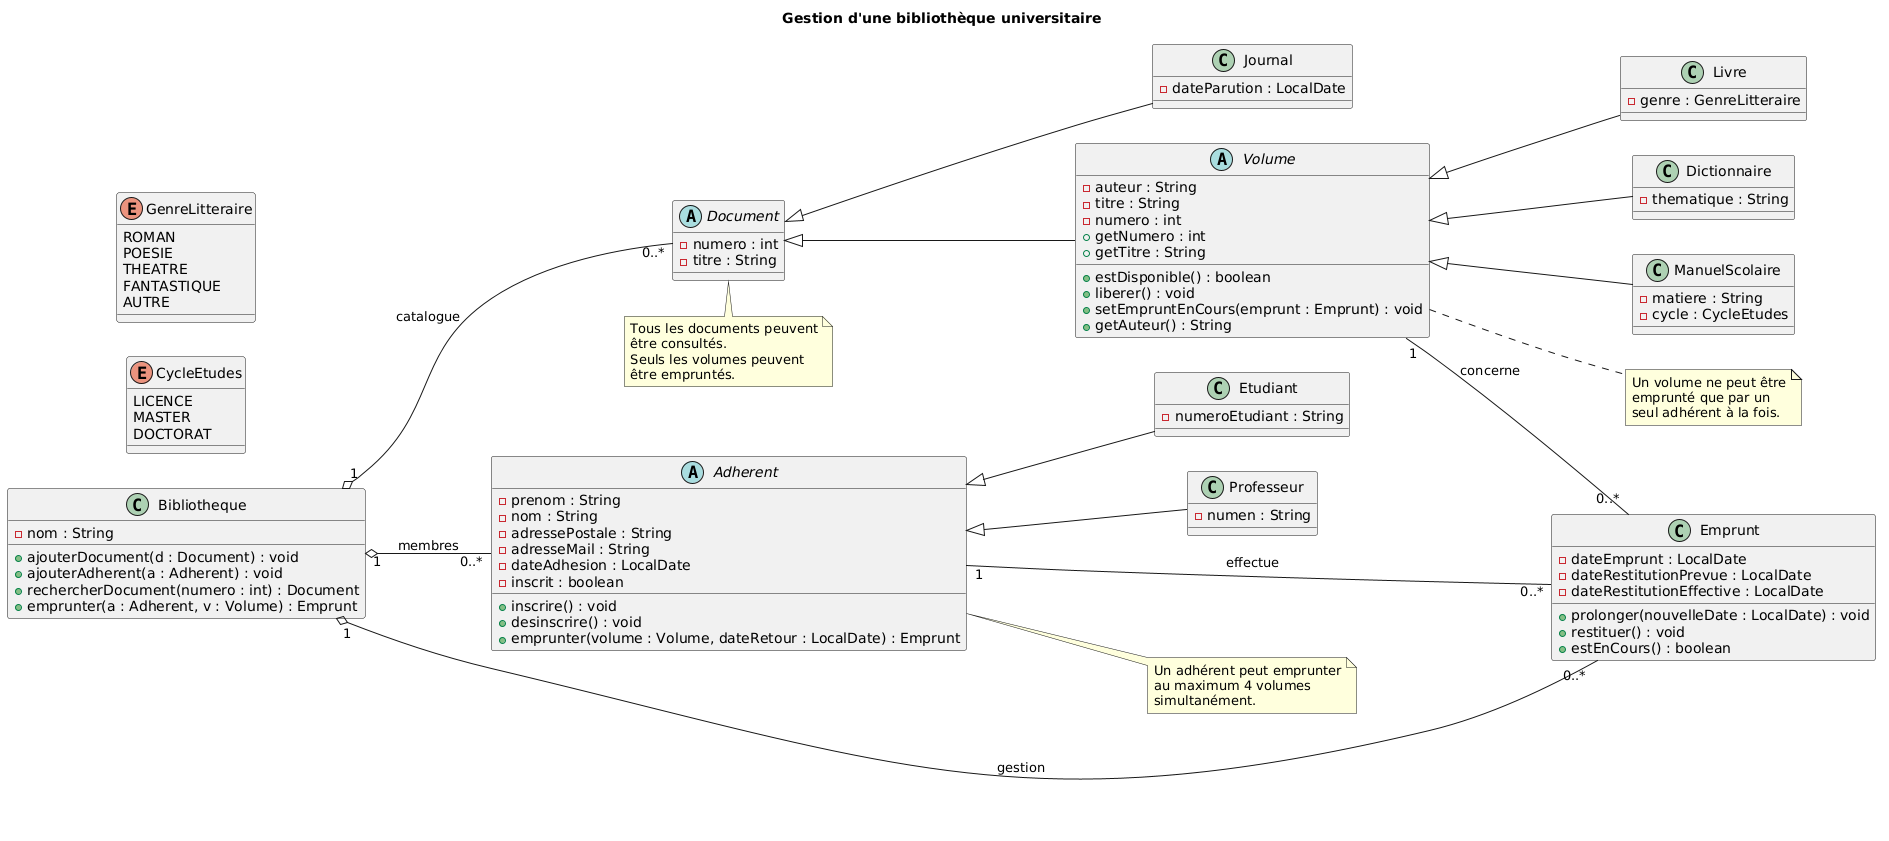 Gestion d'une bibliothèque universitaire
GenreLitteraire
ROMAN
POESIE
THEATRE
FANTASTIQUE
AUTRE
CycleEtudes
LICENCE
MASTER
DOCTORAT
Bibliotheque
nom : String
ajouterDocument(d : Document) : void
ajouterAdherent(a : Adherent) : void
rechercherDocument(numero : int) : Document
emprunter(a : Adherent, v : Volume) : Emprunt
catalogue
1
0..*
membres
1
0..*
gestion
1
0..*
Document
numero : int
titre : String
Tous les documents peuvent
être consultés.
Seuls les volumes peuvent
être empruntés.
Adherent
prenom : String
nom : String
adressePostale : String
adresseMail : String
dateAdhesion : LocalDate
inscrit : boolean
inscrire() : void
desinscrire() : void
emprunter(volume : Volume, dateRetour : LocalDate) : Emprunt
Journal
dateParution : LocalDate
Volume
auteur : String
titre : String
numero : int
getNumero : int
getTitre : String
estDisponible() : boolean
liberer() : void
setEmpruntEnCours(emprunt : Emprunt) : void
getAuteur() : String
Etudiant
numeroEtudiant : String
Professeur
numen : String
effectue
1
0..*
Un adhérent peut emprunter
au maximum 4 volumes
simultanément.
Livre
genre : GenreLitteraire
Dictionnaire
thematique : String
ManuelScolaire
matiere : String
cycle : CycleEtudes
Un volume ne peut être
emprunté que par un
seul adhérent à la fois.
concerne
1
0..*
Emprunt
dateEmprunt : LocalDate
dateRestitutionPrevue : LocalDate
dateRestitutionEffective : LocalDate
prolonger(nouvelleDate : LocalDate) : void
restituer() : void
estEnCours() : boolean